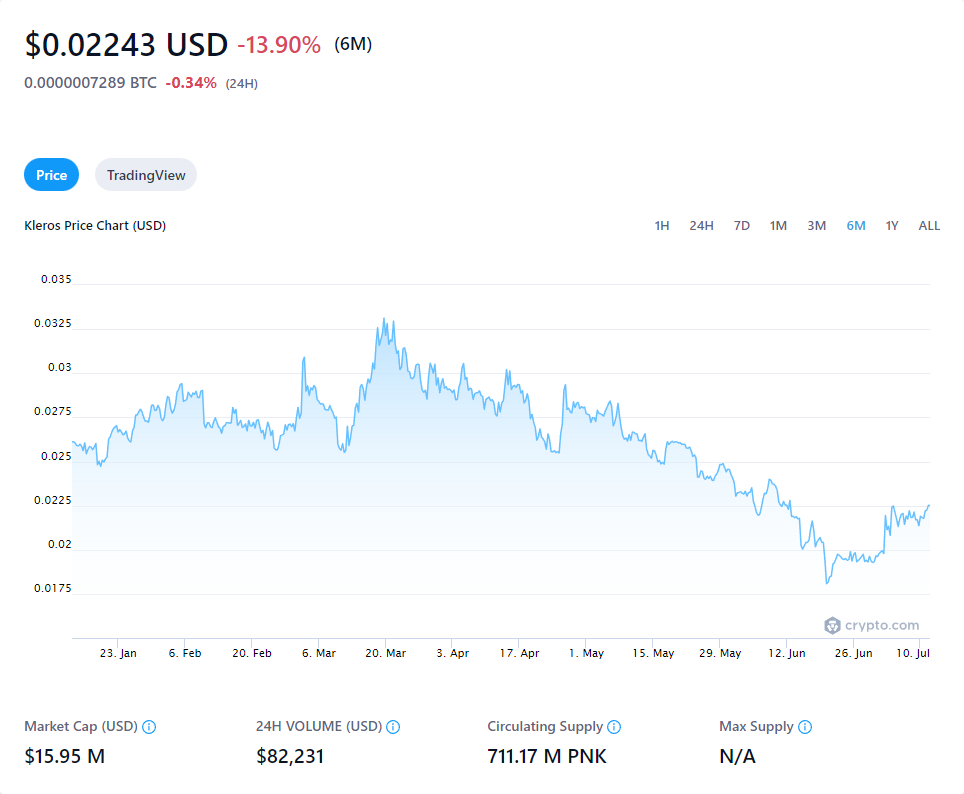 $0.02243 USD -13.90% (6M)
0.0000007289 BTC -0.34% (24H)
Price TradingView
Kleros Price Chart (USD) 1H 24H 7D 1M 3M 6M 1Y ALL
0.035
0.0325
0.03
0.0275
0.025
0.0225
0.02
0.0175
crypto.com
23. Jan 6. Feb 20. Feb 6. Mar 20. Mar 3. Apr 17. Apr 1. May 15. May 29. May 12. Jun 26. Jun 10. Jul
Market Cap (USD) 24H VOLUME (USD) Circulating Supply Max Supply
$15.95 M $82,231 711.17 M PNK N/A